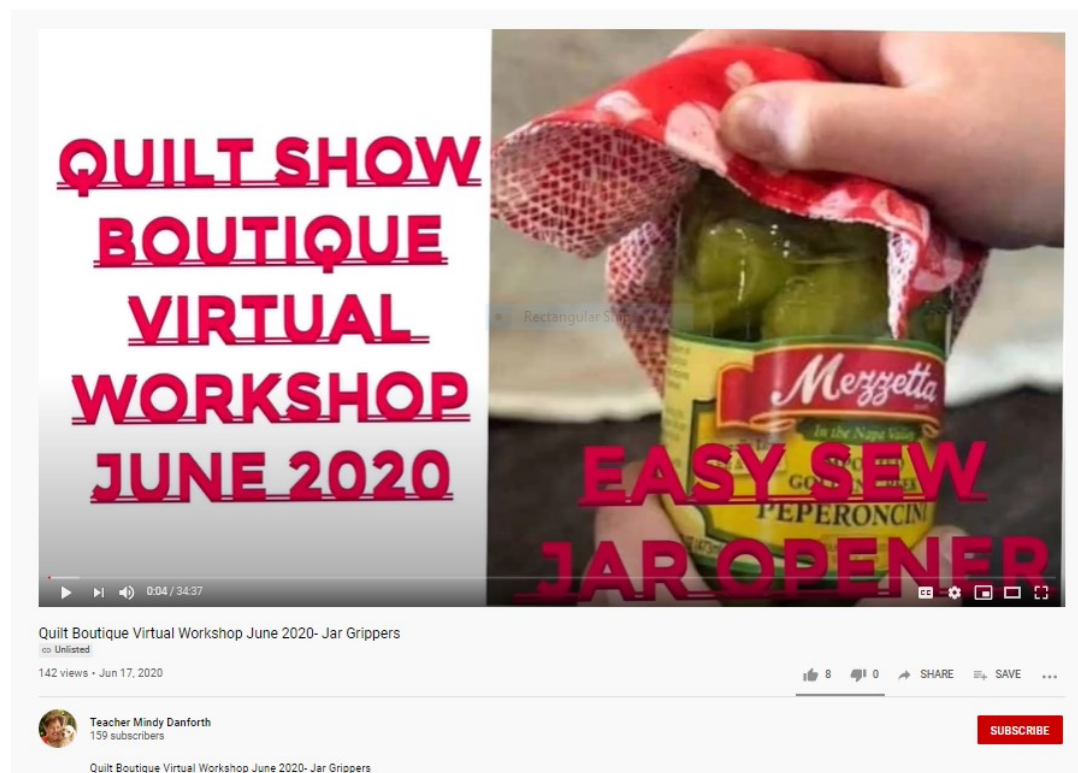 QUILT SHOW
BOUTIQUE
VIRTUAL
WORKSHOP
JUNE 2020
Mezzetta
In the Napa Valley
PEPERONCINI
EASY SEW
JAR OPENER
Rectangular
0:04 / 34:37
CC
Quilt Boutique Virtual Workshop June 2020- Jar Grippers
Unlisted
142 views • Jun 17, 2020
8
0
SHARE
SAVE
Teacher Mindy Danforth
159 subscribers
SUBSCRIBE
Quilt Boutique Virtual Workshop June 2020- Jar Grippers